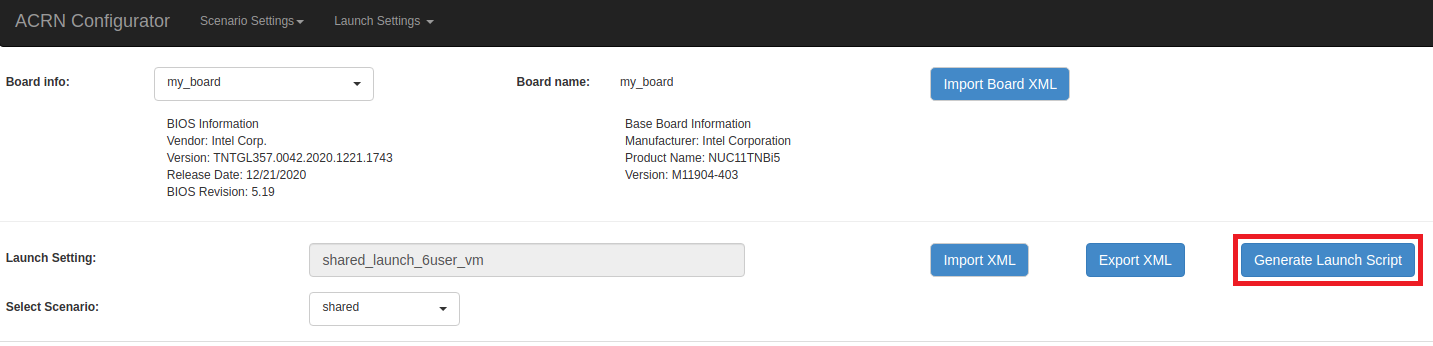 ACRN Configurator Scenario Settings Launch Settings
Board info: my_board Board name: my_board Import Board XML
BIOS Information
Vendor: Intel Corp.
Version: TNTGL357.0042.2020.1221.1743
Release Date: 12/21/2020
BIOS Revision: 5.19
Base Board Information
Manufacturer: Intel Corporation
Product Name: NUC11TNBi5
Version: M11904-403
Launch Setting: shared_launch_6user_vm Import XML Export XML Generate Launch Script
Select Scenario: shared